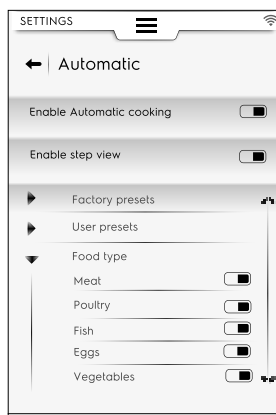 SETTINGS
Automatic
Enable Automatic cooking
Enable step view
Factory presets
User presets
Food type
Meat
Poultry
Fish
Eggs
Vegetables